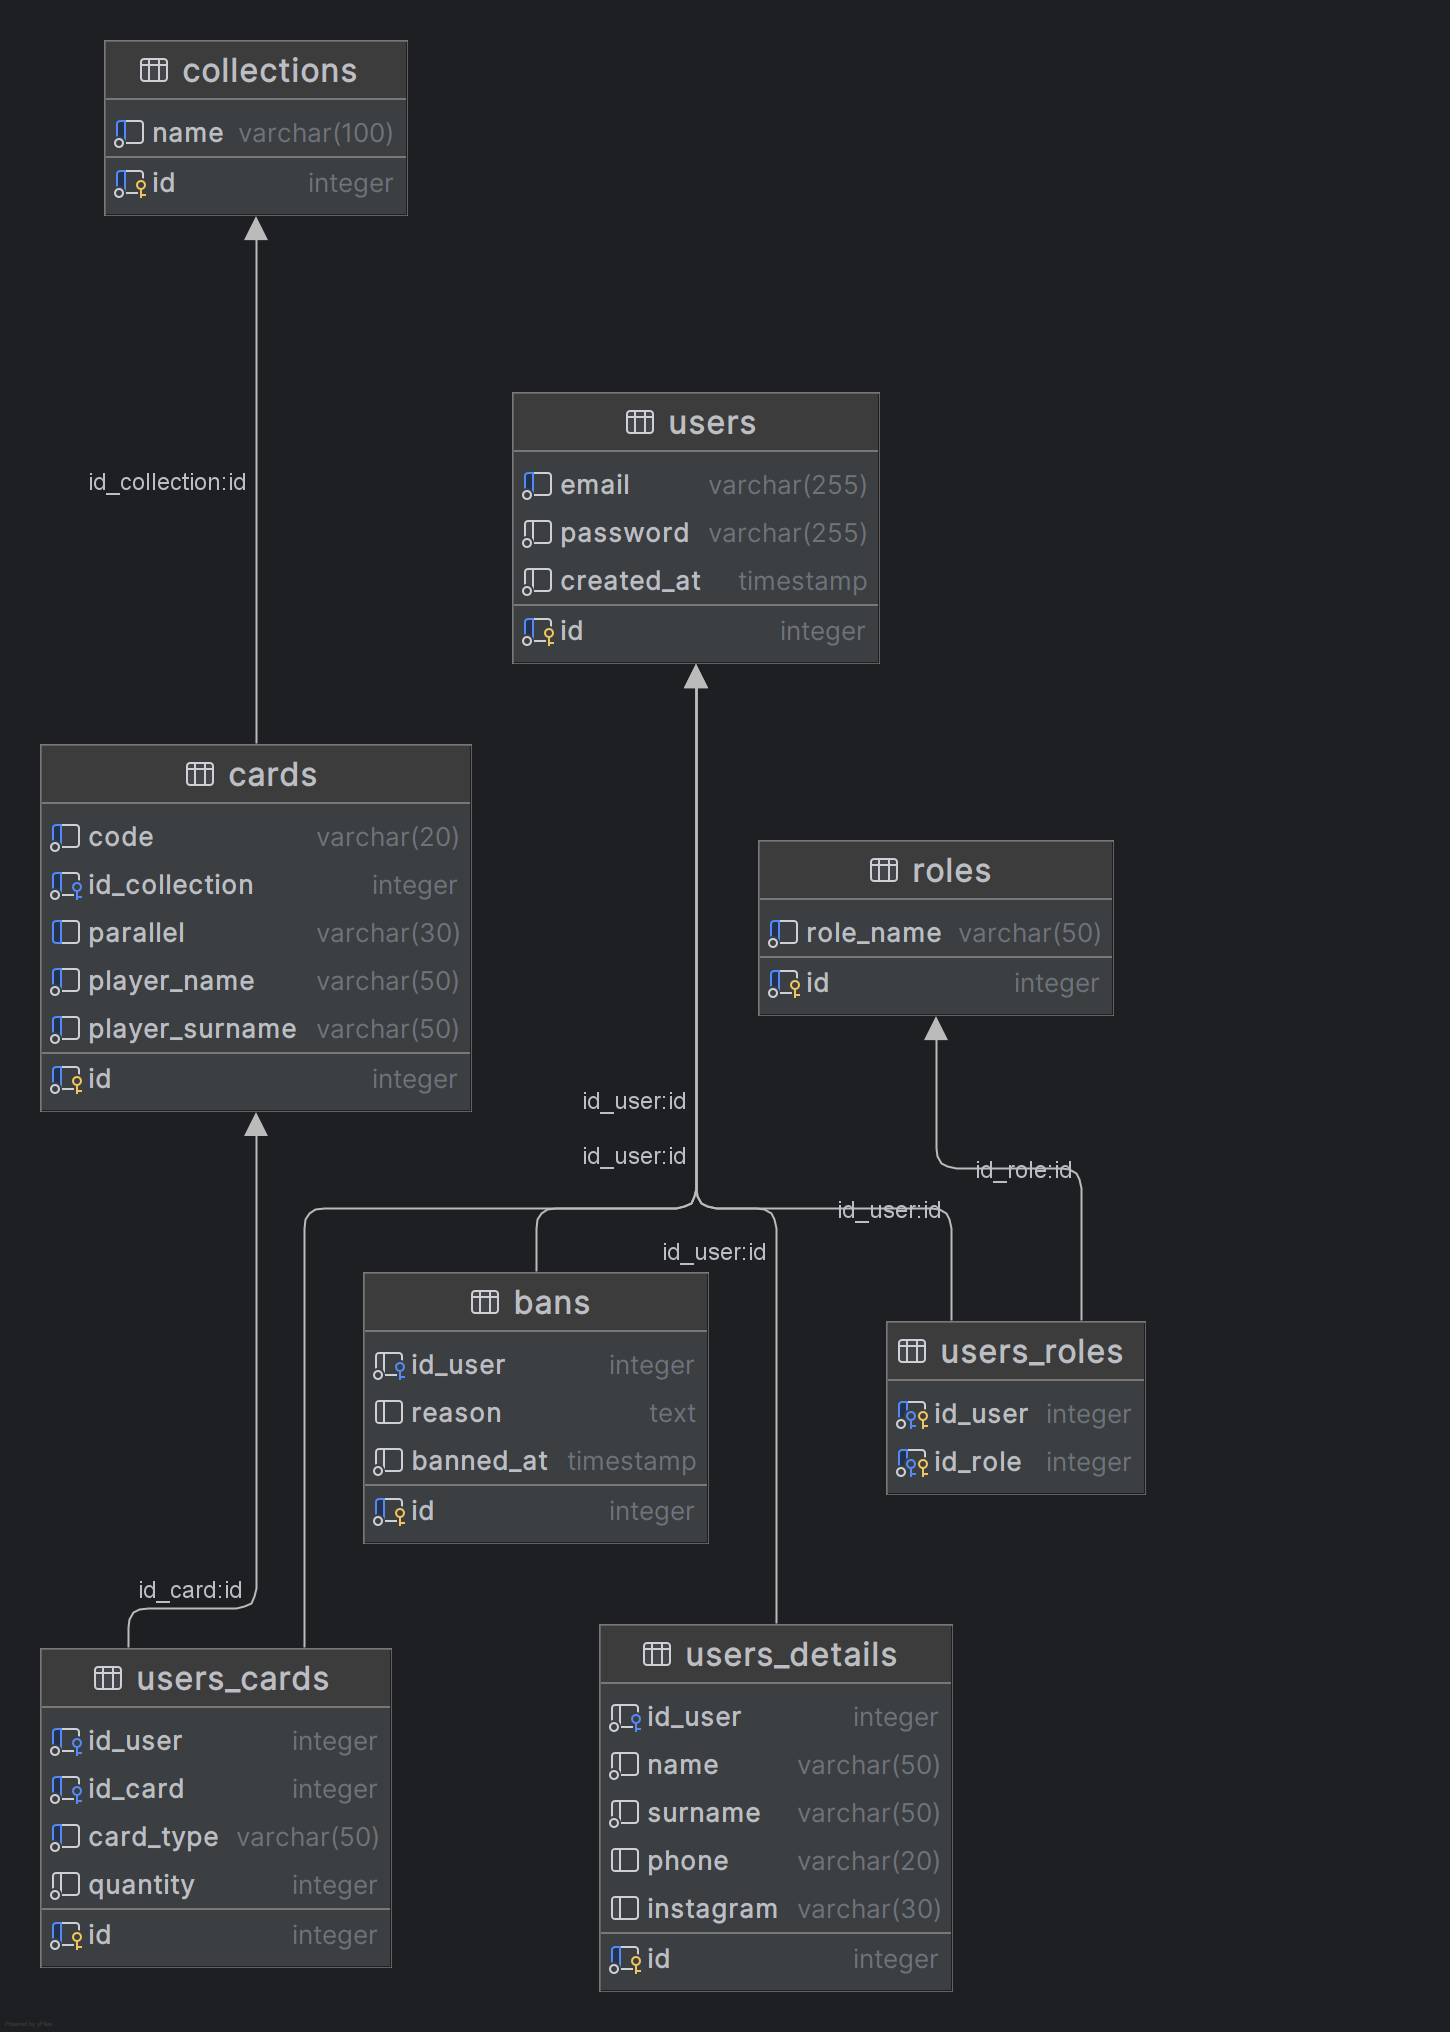 collections
name varchar(100)
id integer
id_collection:id
users
email varchar(255)
password varchar(255)
created_at timestamp
id integer
cards
code varchar(20)
id_collection integer
parallel varchar(30)
player_name varchar(50)
player_surname varchar(50)
id integer
roles
role_name varchar(50)
id integer
id_user:id
id_user:id
id_role:id
id_user:id
id_user:id
bans
id_user integer
reason text
banned_at timestamp
id integer
users_roles
id_user integer
id_role integer
id_card:id
users_cards
id_user integer
id_card integer
card_type varchar(50)
quantity integer
id integer
users_details
id_user integer
name varchar(50)
surname varchar(50)
phone varchar(20)
instagram varchar(30)
id integer
Powered by yFiles